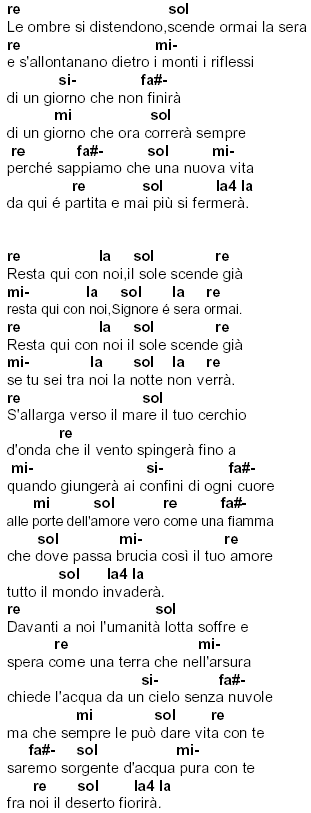 re sol
Le ombre si distendono,scende ormai la sera
re mi-
e s'allontanano dietro i monti i riflessi
si- fa#-
di un giorno che non finirà
mi sol
di un giorno che ora correrà sempre
re fa#- sol mi-
perché sappiamo che una nuova vita
re sol la4 la
da qui é partita e mai più si fermerà.
re la sol re
Resta qui con noi,il sole scende già
mi- la sol la re
resta qui con noi,Signore é sera ormai.
re la sol re
Resta qui con noi il sole scende già
mi- la sol la re
se tu sei tra noi la notte non verrà.
re sol
S'allarga verso il mare il tuo cerchio
re
d'onda che il vento spingerà fino a
mi- si- fa#-
quando giungerà ai confini di ogni cuore
mi sol re fa#-
alle porte dell'amore vero come una fiamma
sol mi- re
che dove passa brucia così il tuo amore
sol la4 la
tutto il mondo invaderà.
re sol
Davanti a noi l'umanità lotta soffre e
re mi-
spera come una terra che nell'arsura
si- fa#-
chiede l'acqua da un cielo senza nuvole
mi sol re
ma che sempre le può dare vita con te
fa#- sol mi-
saremo sorgente d'acqua pura con te
re sol la4 la
fra noi il deserto fiorirà.